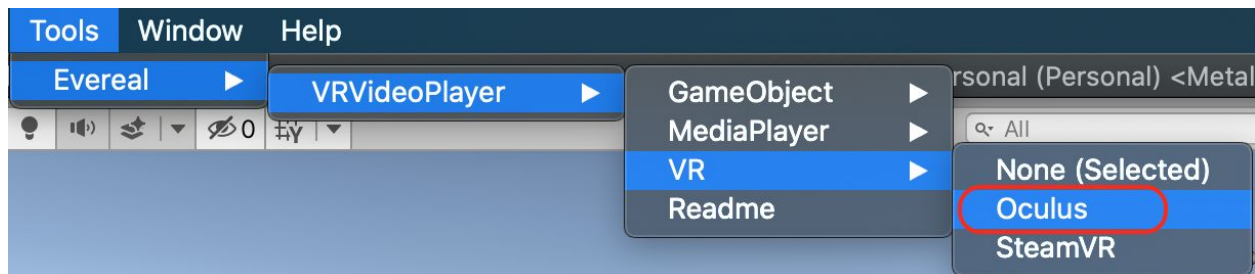 Tools Window Help
Evereal
VRVideoPlayer
GameObject
rsonal (Personal) <Metal
MediaPlayer
0
Y
All
VR
None (Selected)
Readme
Oculus
SteamVR